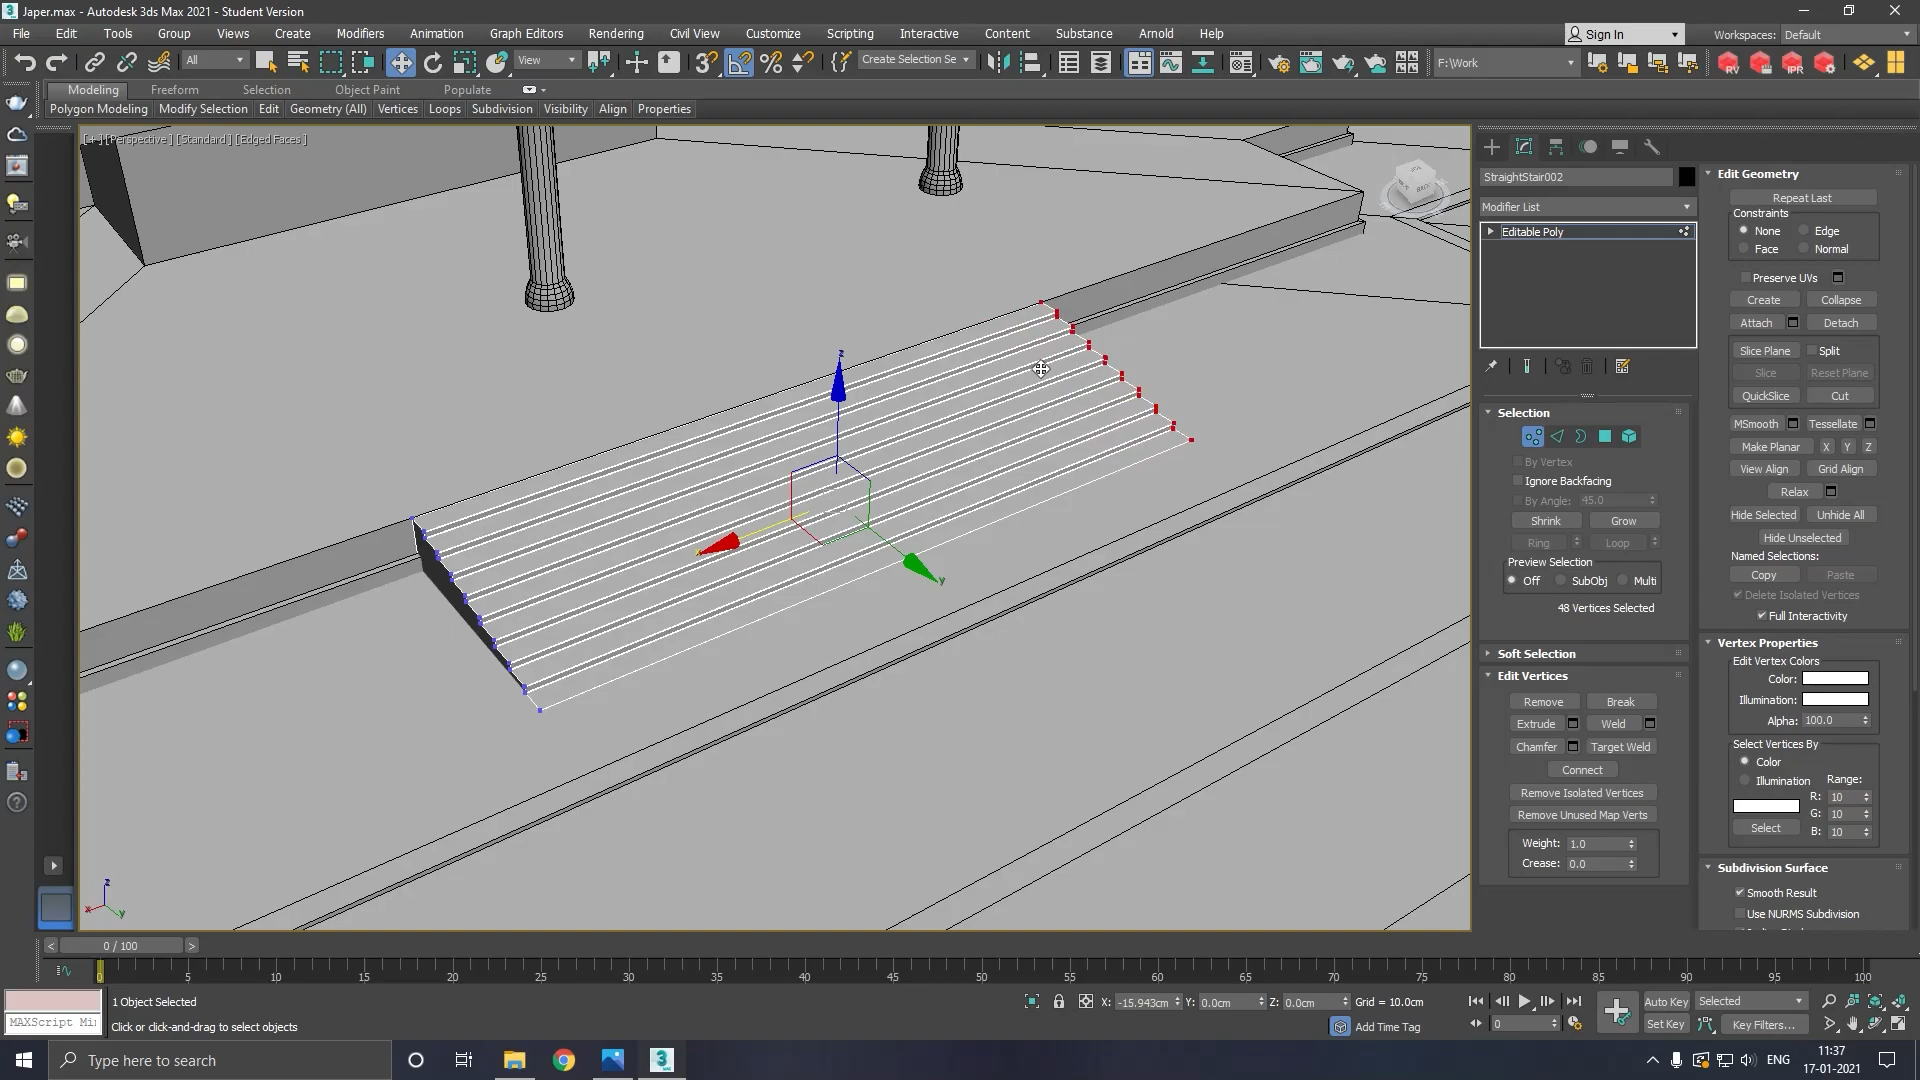 Japer.max - Autodesk 3ds Max 2021 - Student Version
File Edit Tools Group Views Create Modifiers Animation Graph Editors Rendering Civil View Customize Scripting Interactive Content Substance Arnold Help Sign In Workspaces: Default
All View Create Selection Se F:\Work RV IPR
Modeling Freeform Selection Object Paint Populate
Polygon Modeling Modify Selection Edit Geometry (All) Vertices Loops Subdivision Visibility Align Properties
[+] [Perspective] [Standard] [Edged Faces]
z
x
y
z
x
y
StraightStair002
Modifier List
Editable Poly
Selection
By Vertex
Ignore Backfacing
By Angle: 45.0
Shrink Grow
Ring Loop
Preview Selection
Off SubObj Multi
48 Vertices Selected
Soft Selection
Edit Vertices
Remove Break
Extrude Weld
Chamfer Target Weld
Connect
Remove Isolated Vertices
Remove Unused Map Verts
Weight: 1.0
Crease: 0.0
Edit Geometry
Repeat Last
Constraints
None Edge
Face Normal
Preserve UVs
Create Collapse
Attach Detach
Slice Plane Split
Slice Reset Plane
QuickSlice Cut
MSmooth Tessellate
Make Planar X Y Z
View Align Grid Align
Relax
Hide Selected Unhide All
Hide Unselected
Named Selections:
Copy Paste
Delete Isolated Vertices
Full Interactivity
Vertex Properties
Edit Vertex Colors
Color:
Illumination:
Alpha: 100.0
Select Vertices By
Color
Illumination Range:
R: 10
G: 10
Select B: 10
Subdivision Surface
Smooth Result
Use NURMS Subdivision
< 0 / 100 >
0 5 10 15 20 25 30 35 40 45 50 55 60 65 70 75 80 85 90 95 100
1 Object Selected X: -15.943cm Y: 0.0cm Z: 0.0cm Grid = 10.0cm Auto Key Selected
MAXScript Mi Click or click-and-drag to select objects Add Time Tag 0 Set Key Key Filters...
Type here to search
ENG
11:37
17-01-2021